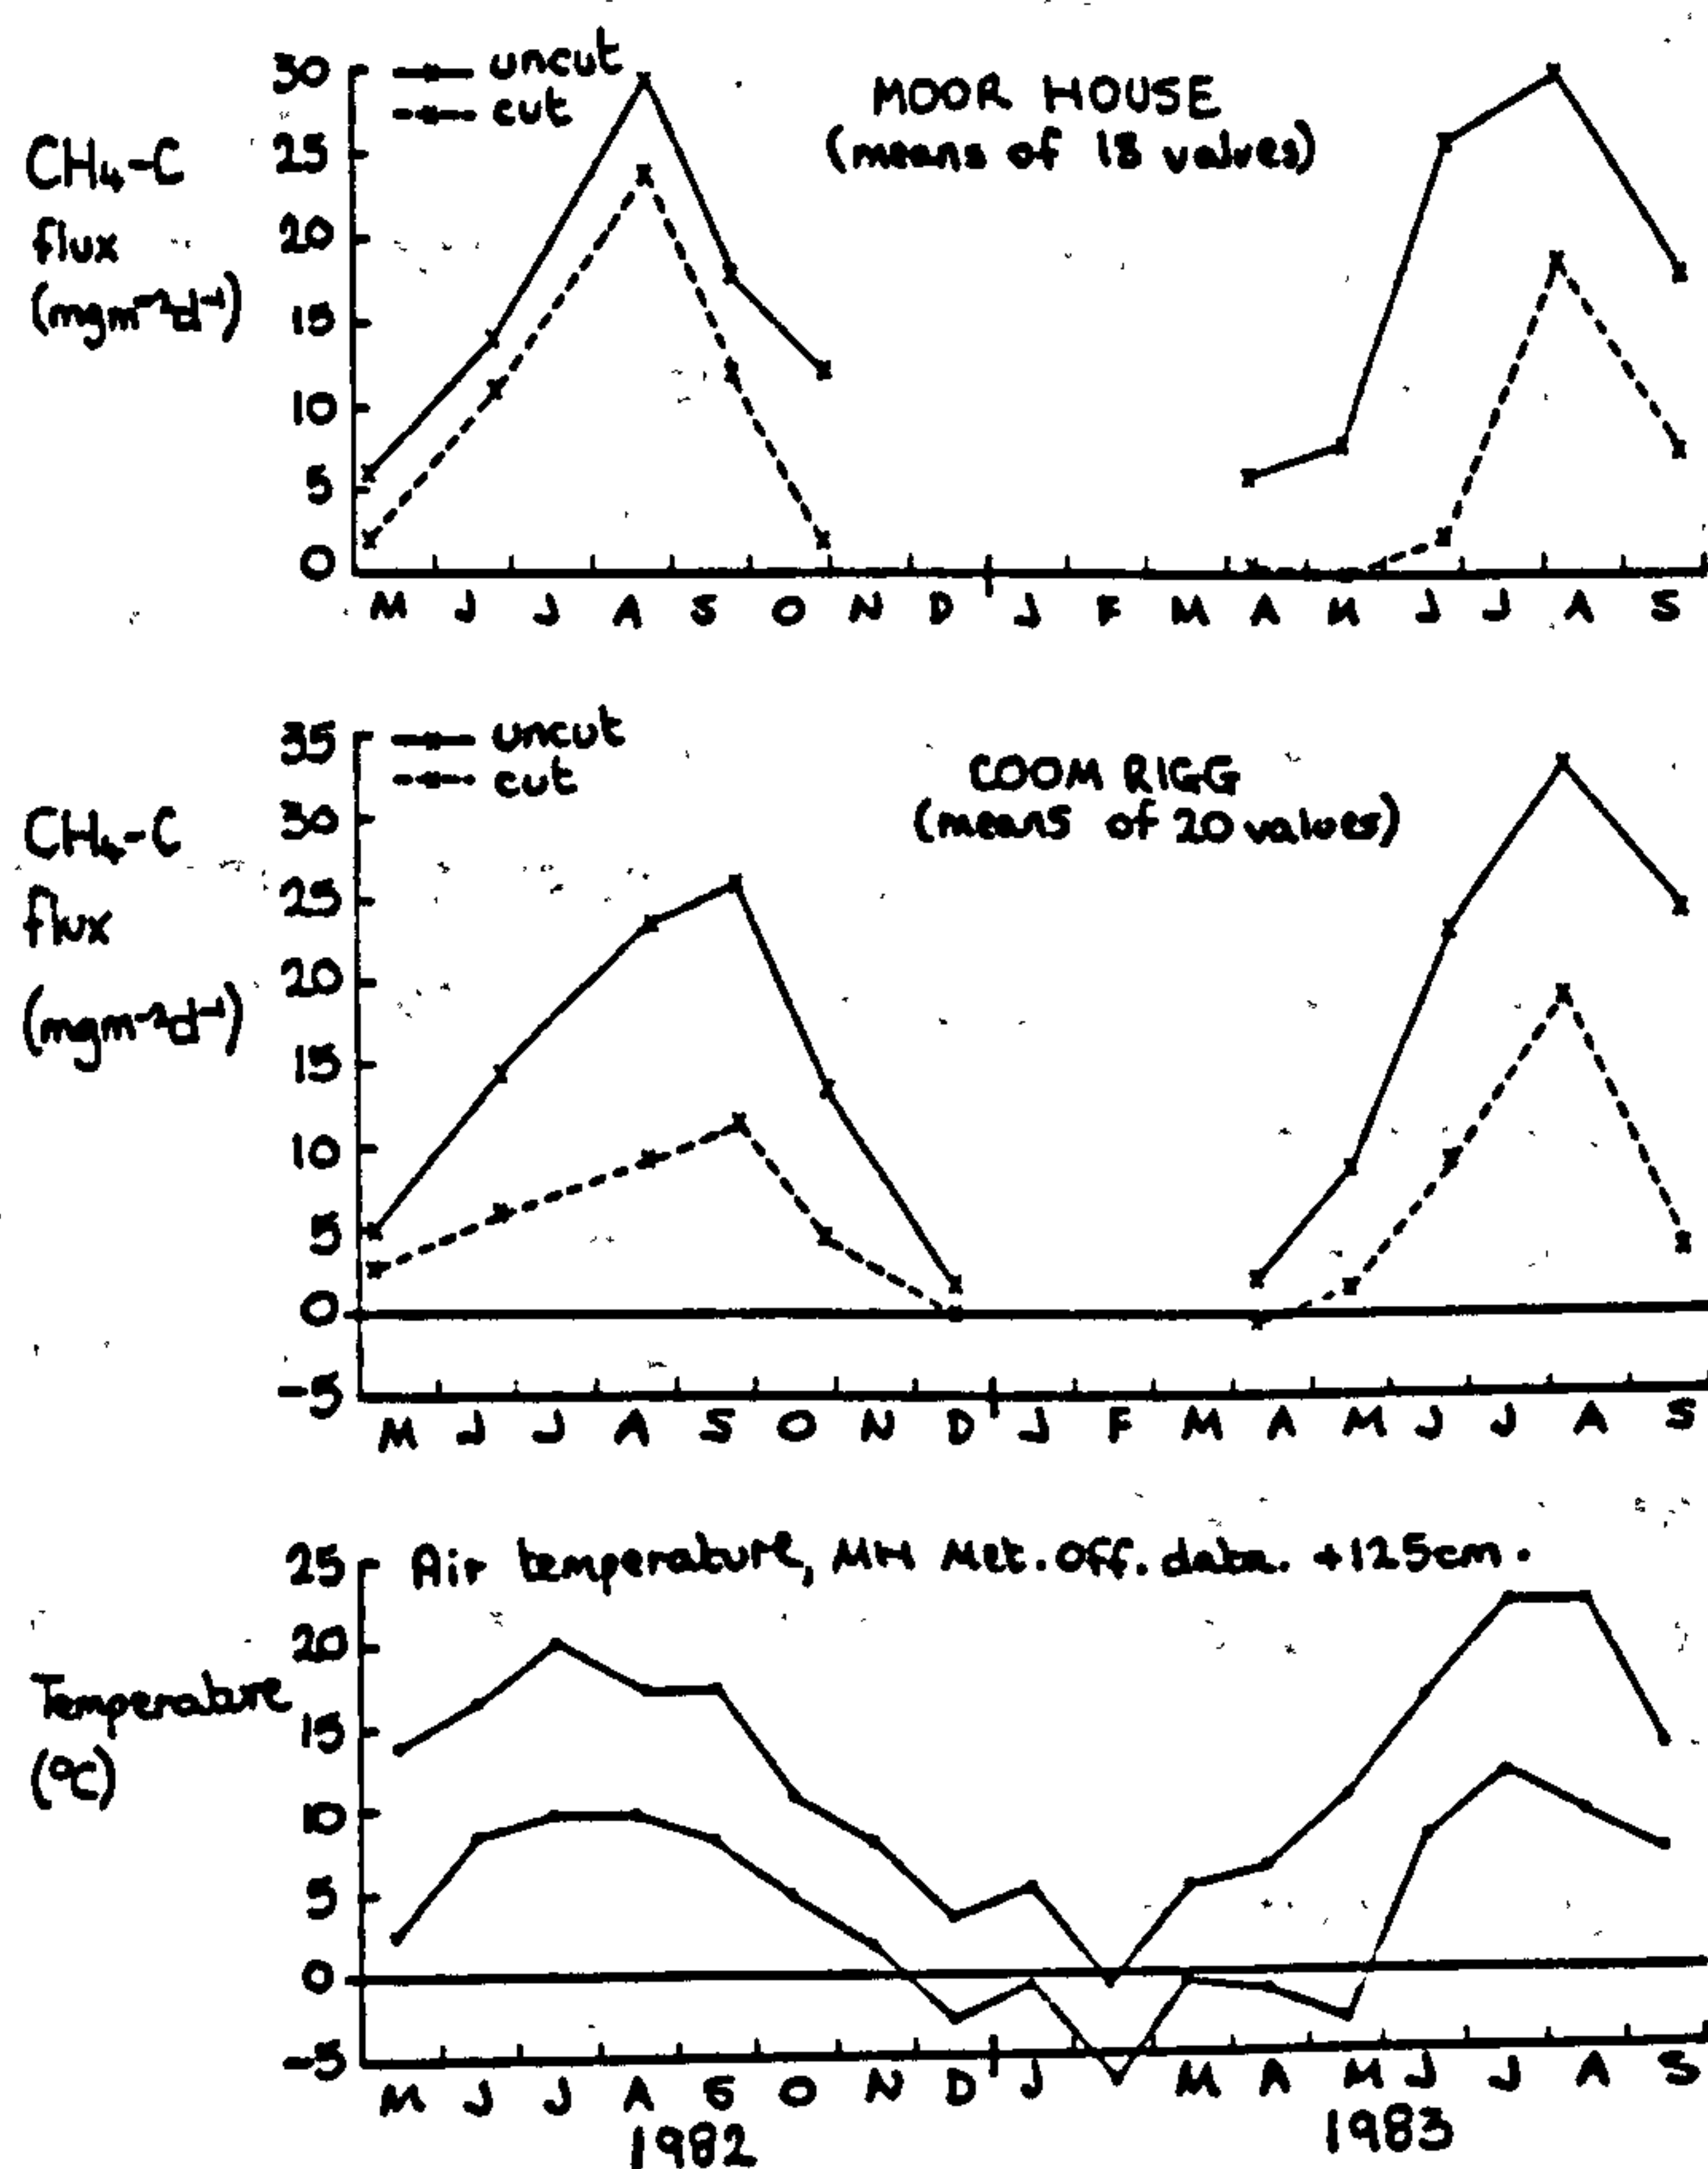 30
uncut
cut
MOOR HOUSE
(means of 18 values)
CH₄-C
flux
(mgm⁻²d⁻¹)
25
20
15
10
5
0
M J J A S O N D J F M A M J J A S
35
uncut
cut
COOM RIGG
(means of 20 values)
CH₄-C
flux
(mgm⁻²d⁻¹)
30
25
20
15
10
5
0
-5
M J J A S O N D J F M A M J J A S
25
Air temperature, MH Met. Off. data. +125cm.
Temperature
(°C)
20
15
10
5
0
-5
M J J A S O N D J M A M J J A S
1982 1983